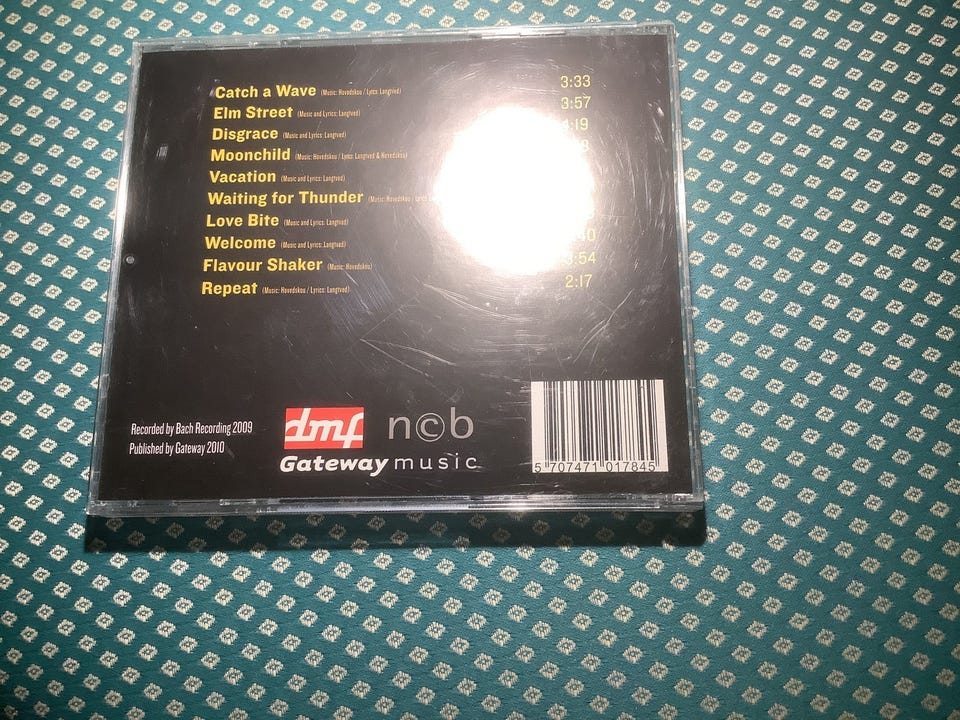 Catch a Wave (Music: Hovedskou / Lyrics: Langtved) 3:33
Elm Street (Music and Lyrics: Langtved) 3:57
Disgrace (Music and Lyrics: Langtved) :19
Moonchild (Music: Hovedskou / Lyrics: Langtved & Hovedskou)
Vacation (Music and Lyrics: Langtved)
Waiting for Thunder (Music: Hovedskou /
Love Bite (Music and Lyrics: Langtved)
Welcome (Music and Lyrics: Langtved)
Flavour Shaker (Music: Hovedskou) :54
Repeat (Music: Hovedskou / Lyrics: Langtved) 2:17
Recorded by Bach Recording 2009
Published by Gateway 2010
dmf n©b
Gateway music
5 707471 017845